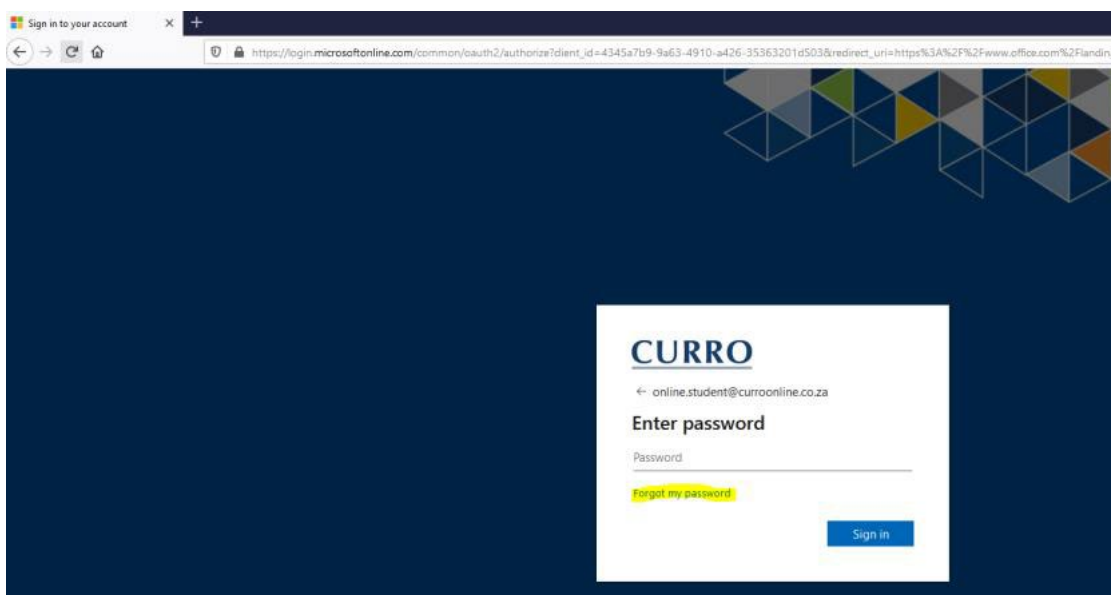 Sign in to your account
https://login.microsoftonline.com/common/oauth2/authorize?client_id=4345a7b9-9a63-4910-a426-35363201d503&redirect_uri=https%3A%2F%2Fwww.office.com%2Flandin
CURRO
← online.student@curroonline.co.za
Enter password
Password
Forgot my password
Sign in